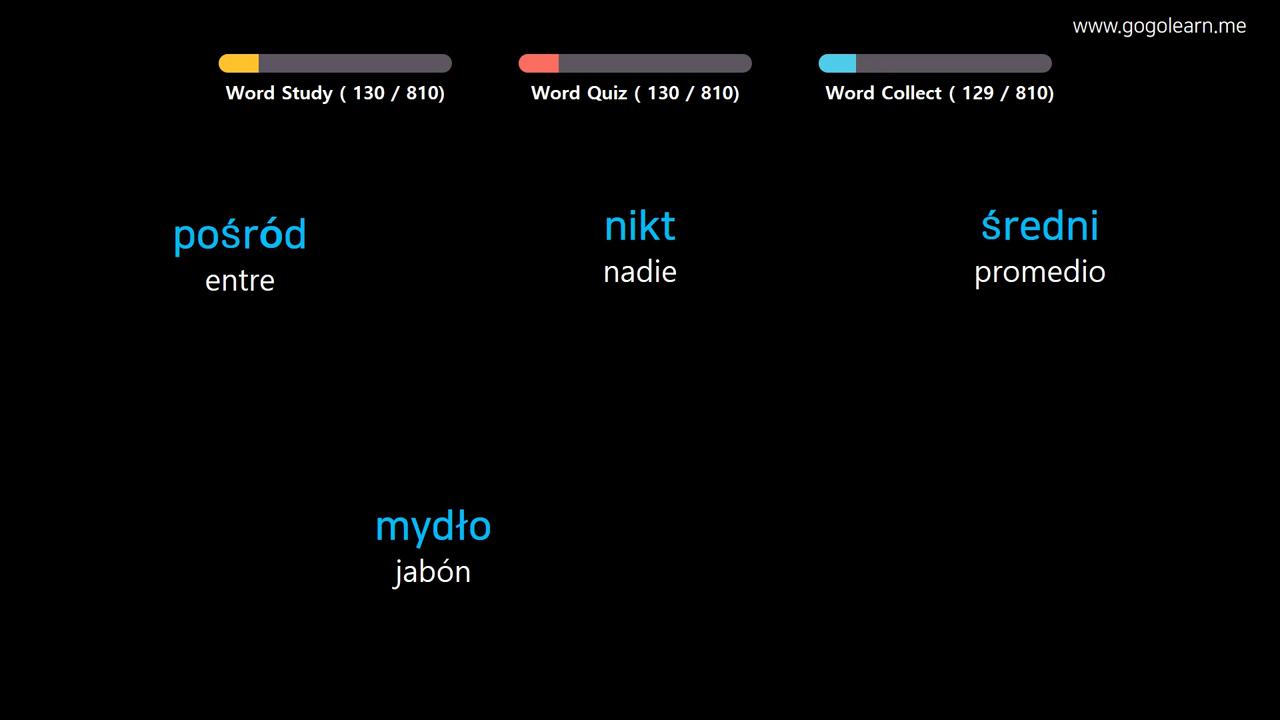 www.gogolearn.me
Word Study ( 130 / 810)
Word Quiz ( 130 / 810)
Word Collect ( 129 / 810)
pośród
entre
nikt
nadie
średni
promedio
mydło
jabón